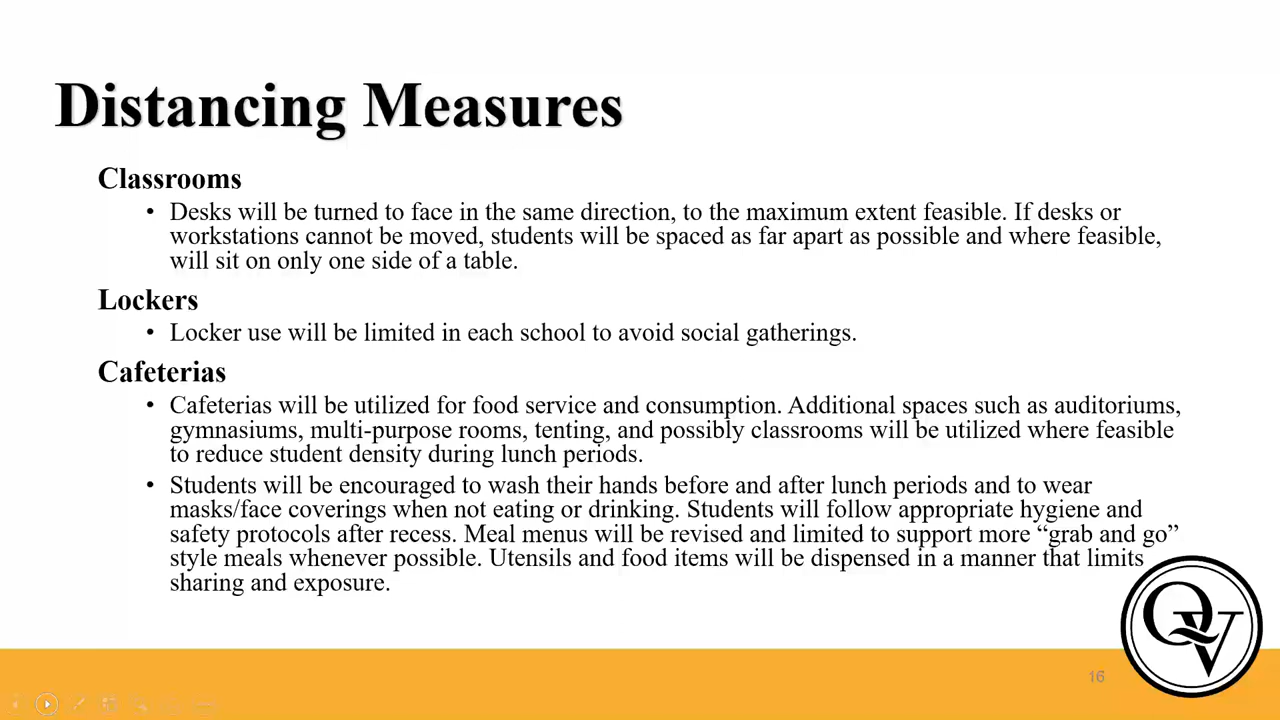 Distancing Measures
Classrooms
• Desks will be turned to face in the same direction, to the maximum extent feasible. If desks or
workstations cannot be moved, students will be spaced as far apart as possible and where feasible,
will sit on only one side of a table.
Lockers
• Locker use will be limited in each school to avoid social gatherings.
Cafeterias
• Cafeterias will be utilized for food service and consumption. Additional spaces such as auditoriums,
gymnasiums, multi-purpose rooms, tenting, and possibly classrooms will be utilized where feasible
to reduce student density during lunch periods.
• Students will be encouraged to wash their hands before and after lunch periods and to wear
masks/face coverings when not eating or drinking. Students will follow appropriate hygiene and
safety protocols after recess. Meal menus will be revised and limited to support more “grab and go”
style meals whenever possible. Utensils and food items will be dispensed in a manner that limits
sharing and exposure.
QV
16